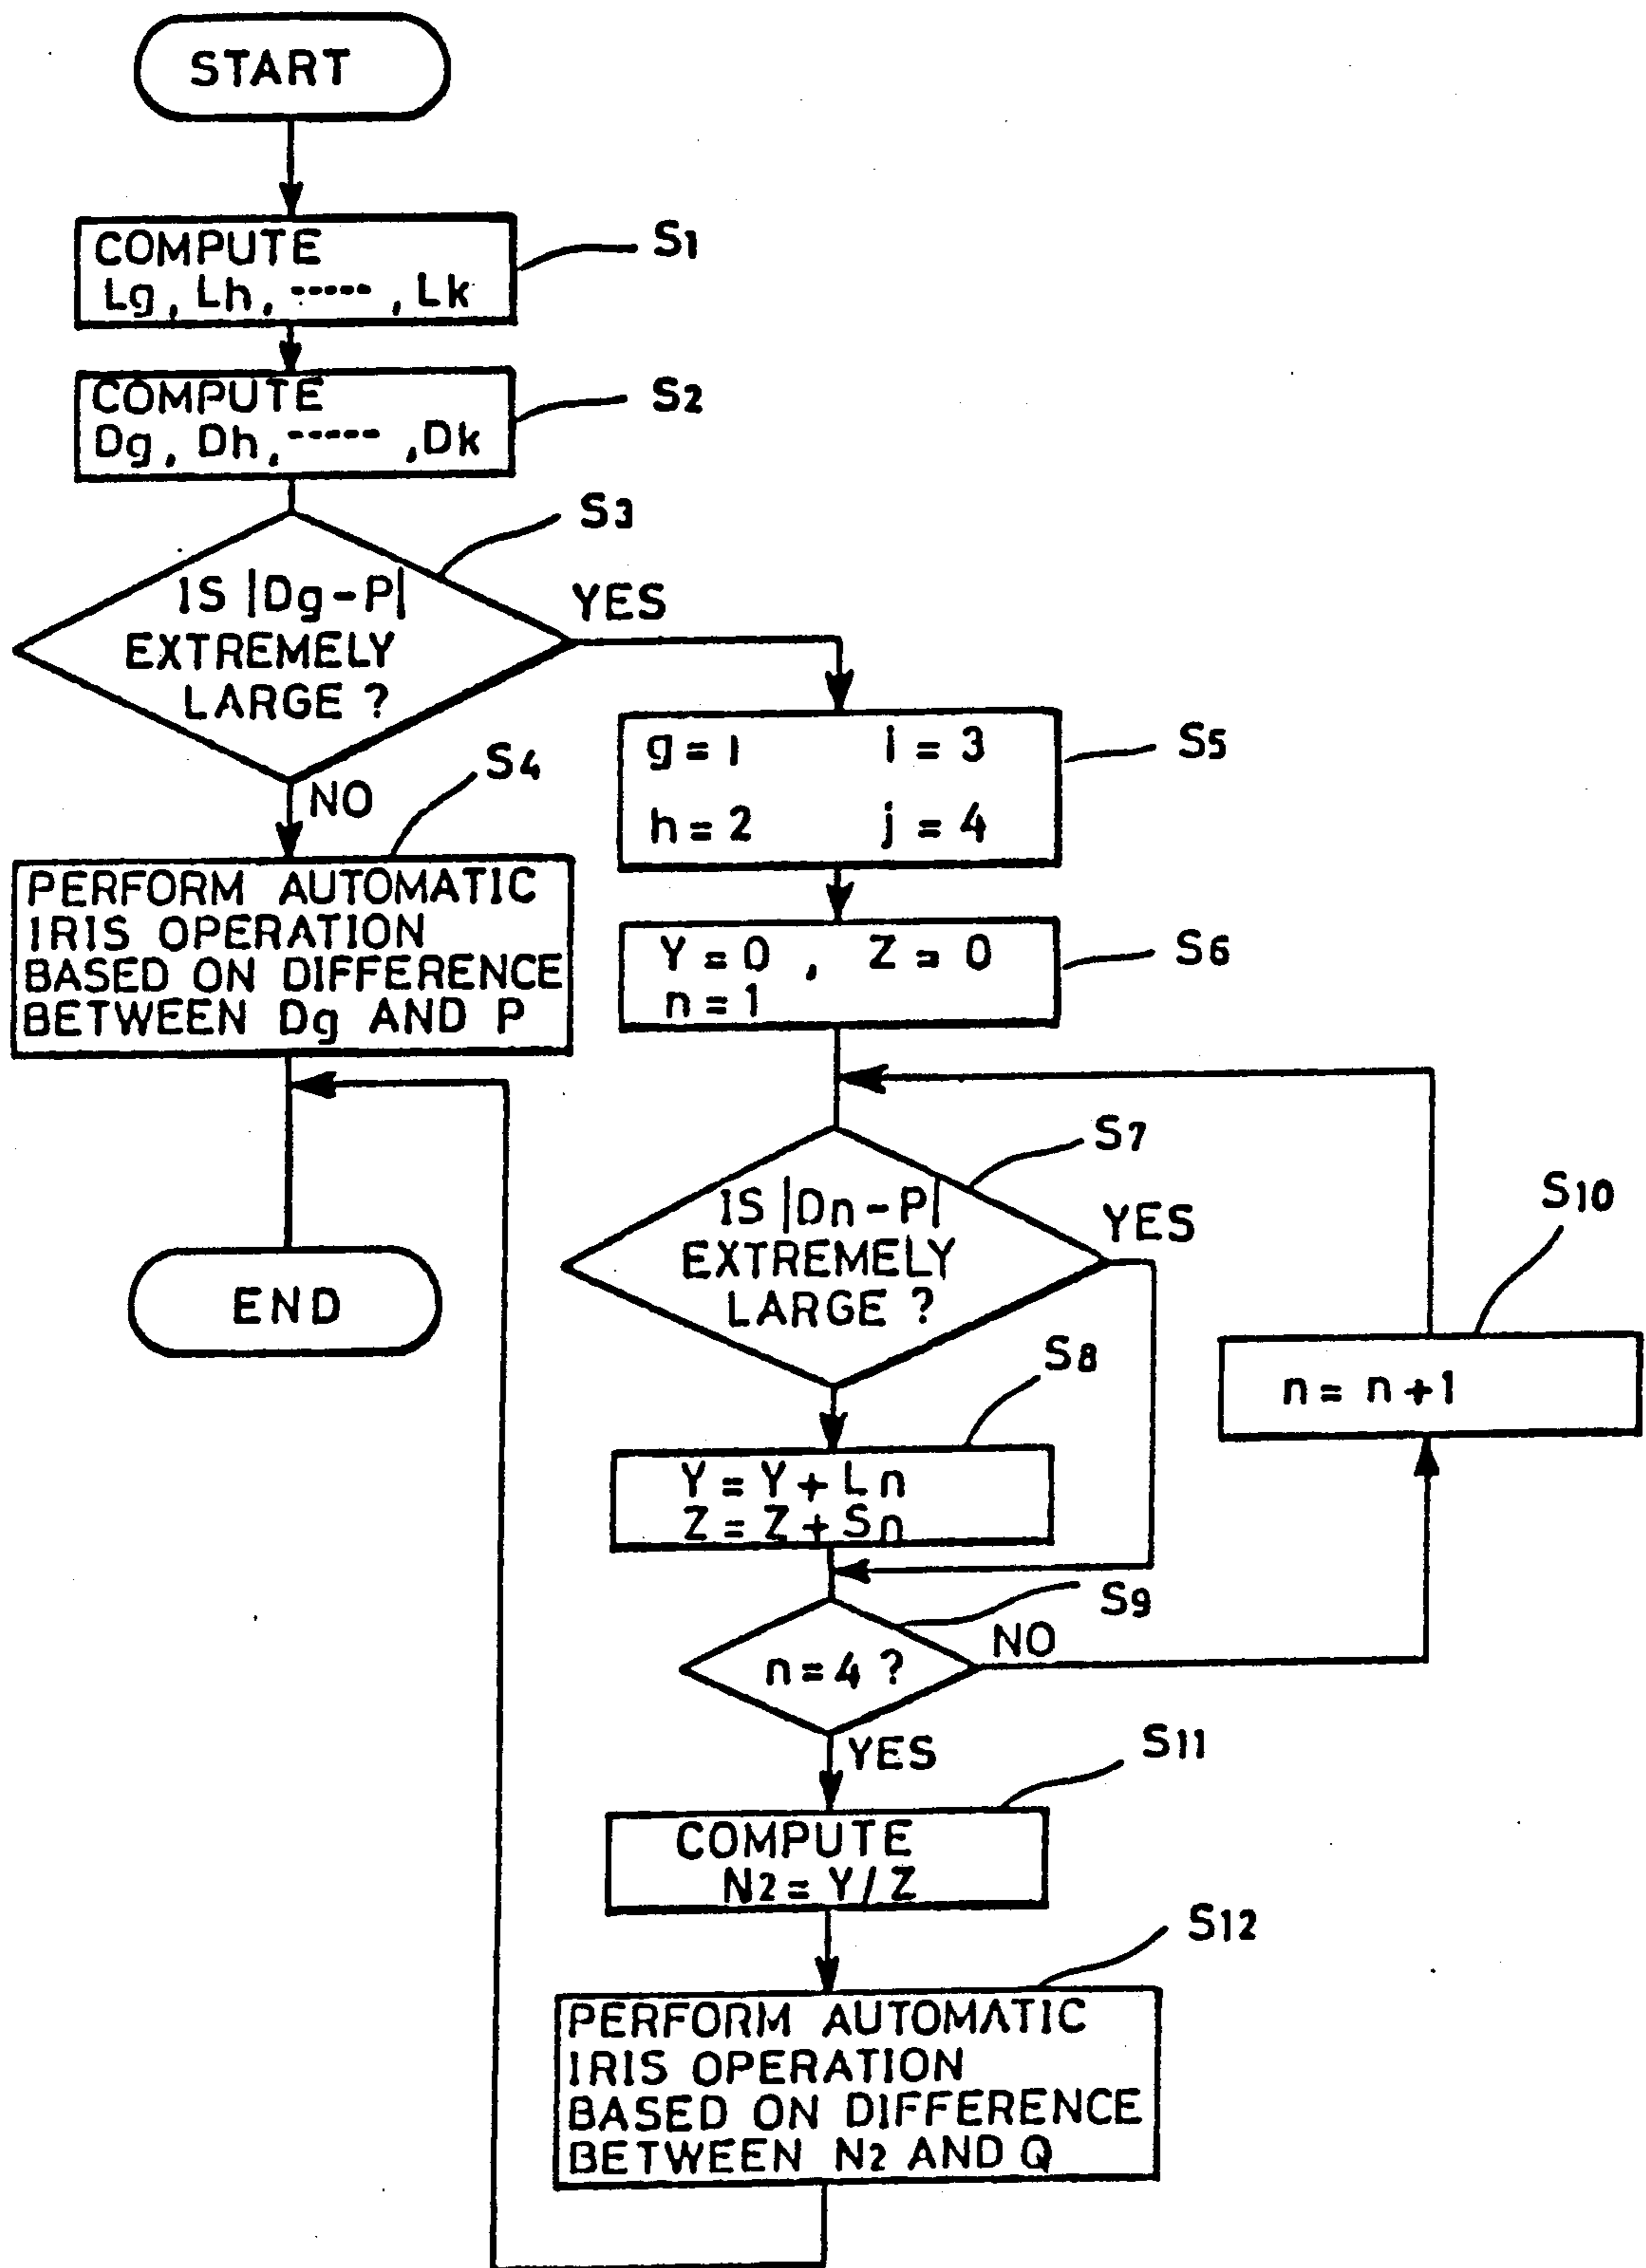 START
COMPUTE
Lg, Lh, -----, Lk
S1
COMPUTE
Dg, Dh, -----, Dk
S2
IS |Dg-P|
EXTREMELY
LARGE ?
S3
YES
NO
S4
PERFORM AUTOMATIC
IRIS OPERATION
BASED ON DIFFERENCE
BETWEEN Dg AND P
END
g = 1 i = 3
h = 2 j = 4
S5
Y = 0 , Z = 0
n = 1
S6
IS |Dn-P|
EXTREMELY
LARGE ?
S7
YES
S8
Y = Y + Ln
Z = Z + Sn
S9
n = 4 ?
NO
S10
n = n + 1
YES
S11
COMPUTE
N2 = Y / Z
S12
PERFORM AUTOMATIC
IRIS OPERATION
BASED ON DIFFERENCE
BETWEEN N2 AND Q